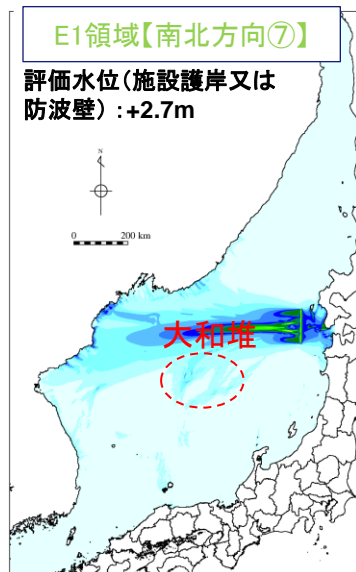 E1領域【南北方向⑦】
評価水位（施設護岸又は
防波壁）：+2.7m
N
0 200 km
大和堆